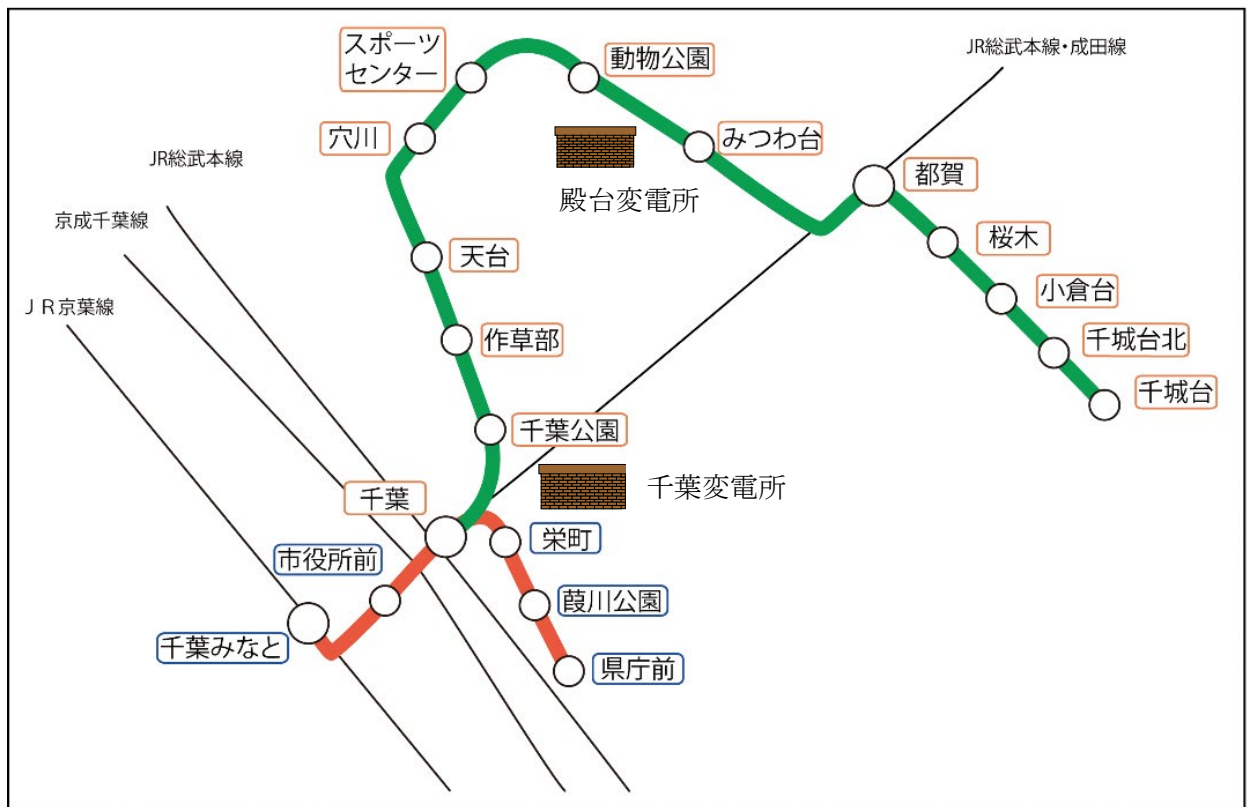 スポーツ
センター
動物公園
JR総武本線・成田線
穴川
みつわ台
JR総武本線
都賀
殿台変電所
京成千葉線
桜木
天台
小倉台
ＪＲ京葉線
作草部
千城台北
千城台
千葉公園
千葉変電所
千葉
栄町
市役所前
葭川公園
千葉みなと
県庁前